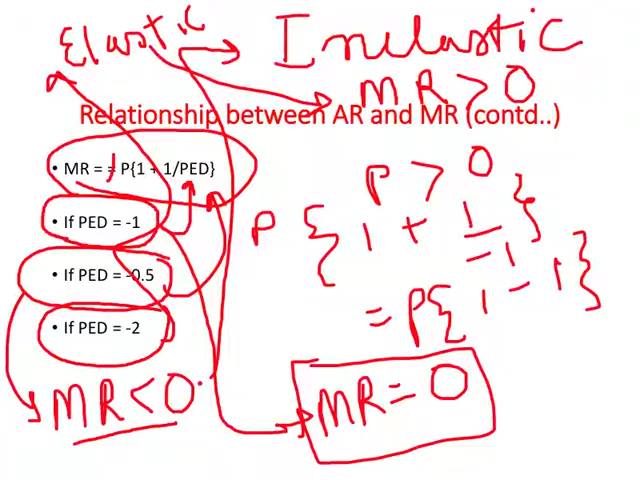 Elastic Inelastic
MR > 0
Relationship between AR and MR (contd..)
• MR = = P{1 + 1/PED}
P > 0
• If PED = -1
P { 1 + 1/-1 }
• If PED = -0.5
= P{ 1 - 1 }
• If PED = -2
MR < 0
MR = 0